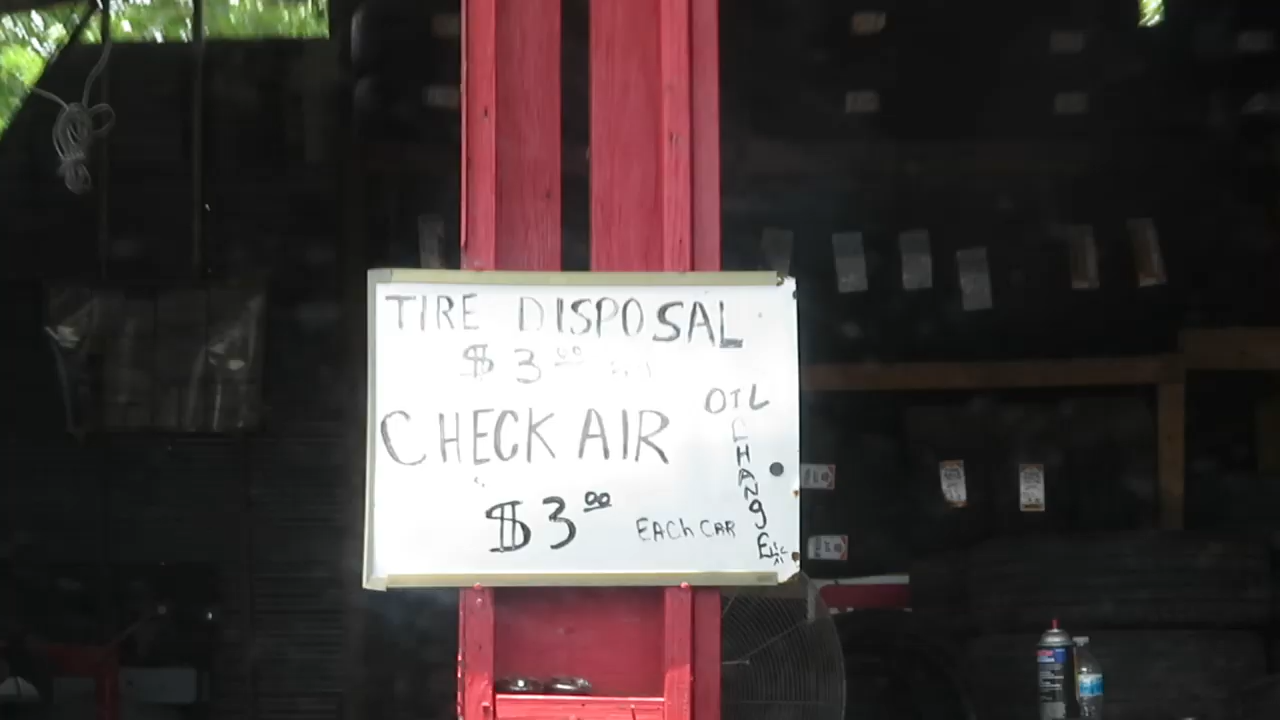 TIRE DISPOSAL
$3.00
CHECK AIR
$3.00 EACh CAR
OIL
CHANgE